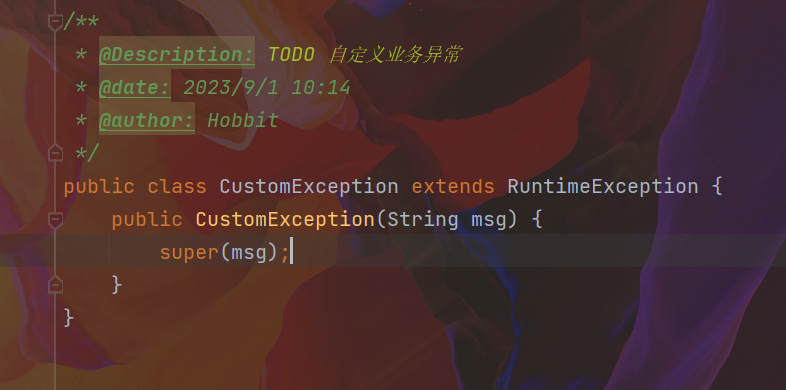 /**
 * @Description: TODO 自定义业务异常
 * @date: 2023/9/1 10:14
 * @author: Hobbit
 */
public class CustomException extends RuntimeException {
    public CustomException(String msg) {
        super(msg);
    }
}